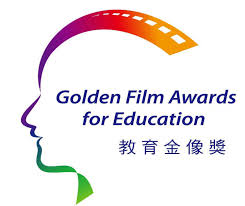 Golden Film Awards
for Education
教育金像獎